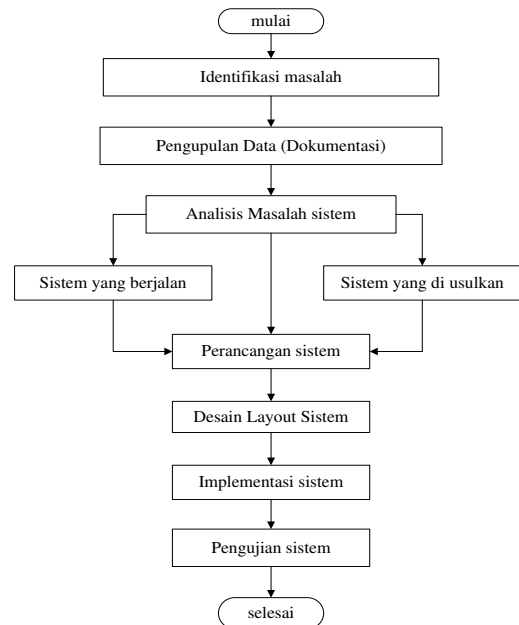 mulai
Identifikasi masalah
Pengupulan Data (Dokumentasi)
Analisis Masalah sistem
Sistem yang berjalan
Sistem yang di usulkan
Perancangan sistem
Desain Layout Sistem
Implementasi sistem
Pengujian sistem
selesai